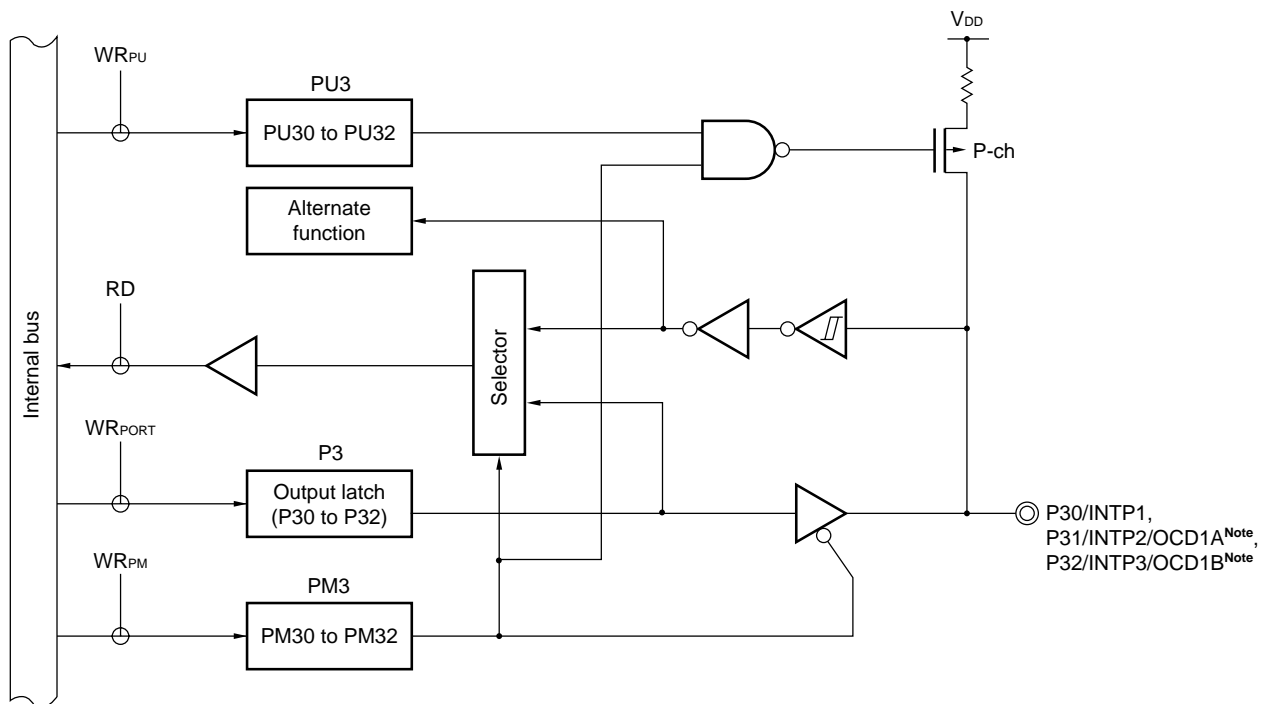 VDD
WRPU
PU3
PU30 to PU32
P-ch
Alternate
function
RD
Internal bus
Selector
WRPORT
P3
Output latch
(P30 to P32)
P30/INTP1,
P31/INTP2/OCD1ANote,
P32/INTP3/OCD1BNote
WRPM
PM3
PM30 to PM32